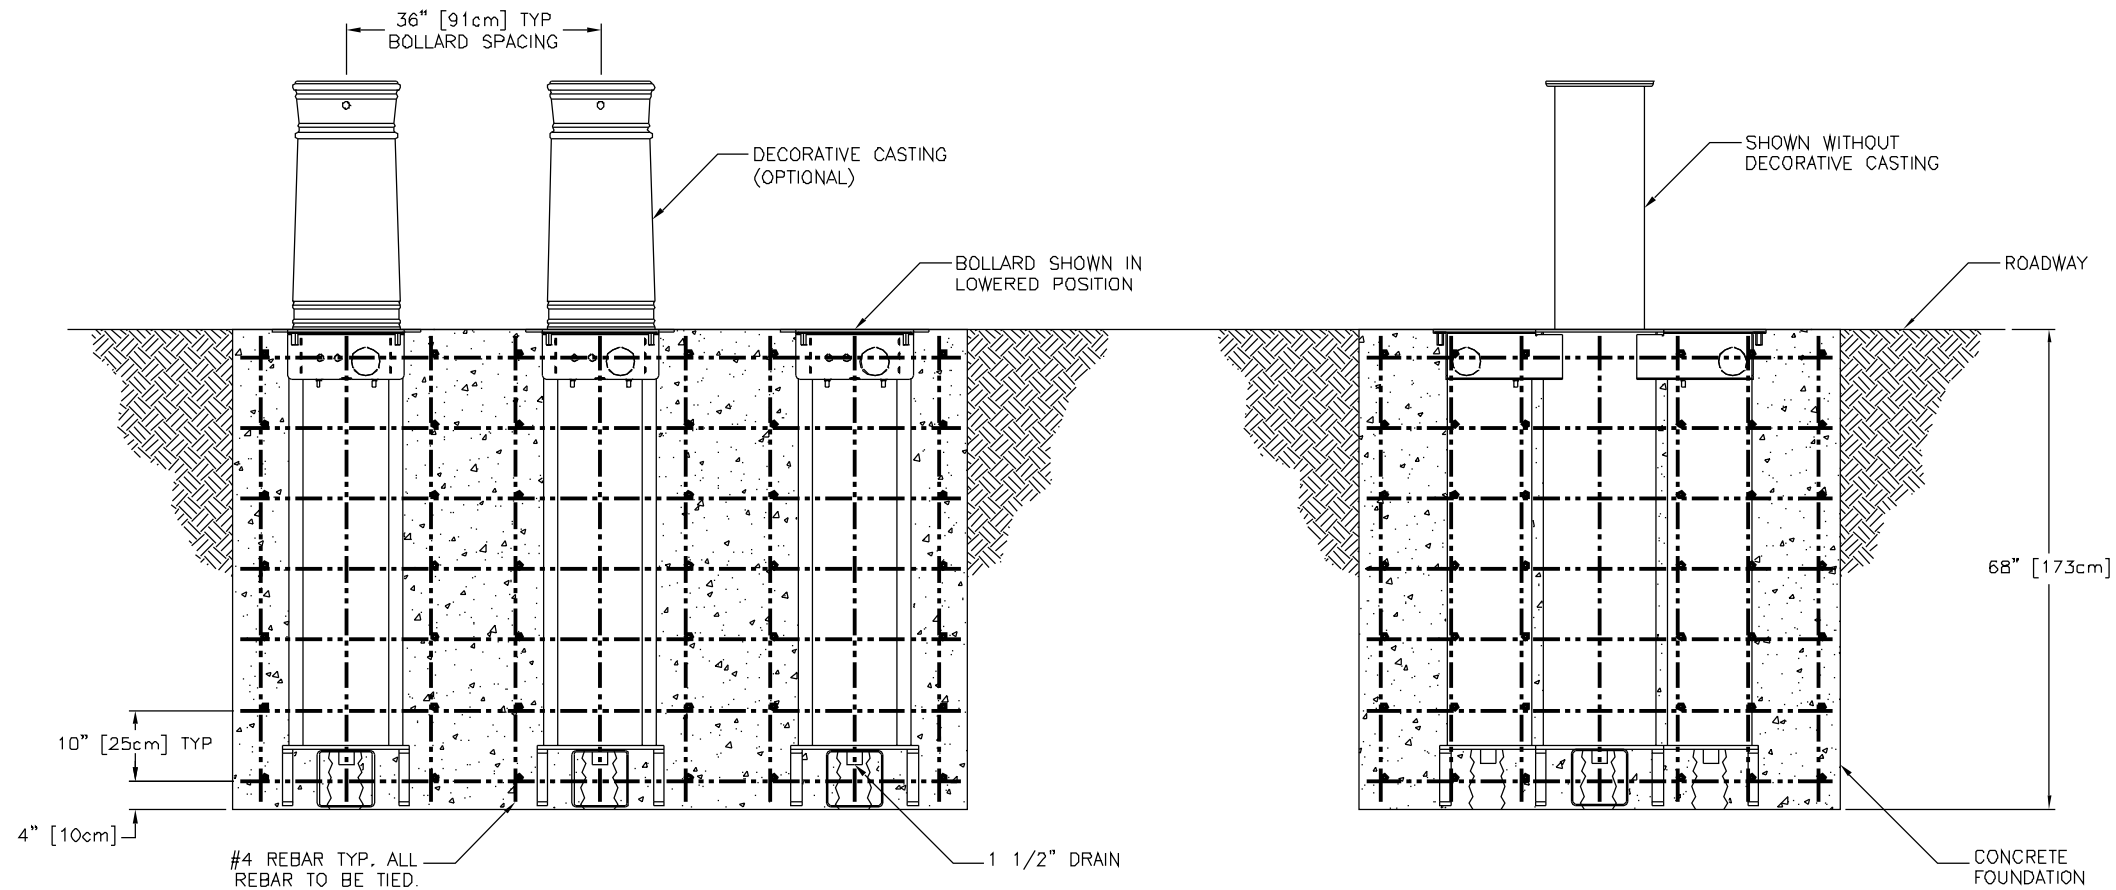 36" [91cm] TYP
BOLLARD SPACING
DECORATIVE CASTING
(OPTIONAL)
SHOWN WITHOUT
DECORATIVE CASTING
BOLLARD SHOWN IN
LOWERED POSITION
ROADWAY
68" [173cm]
10" [25cm] TYP
4" [10cm]
#4 REBAR TYP. ALL
REBAR TO BE TIED.
1 1/2" DRAIN
CONCRETE
FOUNDATION